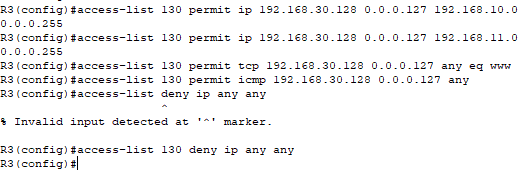 R3(config)#access-list 130 permit ip 192.168.30.128 0.0.0.127 192.168.10.0
0.0.0.255
R3(config)#access-list 130 permit ip 192.168.30.128 0.0.0.127 192.168.11.0
0.0.0.255
R3(config)#access-list 130 permit tcp 192.168.30.128 0.0.0.127 any eq www
R3(config)#access-list 130 permit icmp 192.168.30.128 0.0.0.127 any
R3(config)#access-list deny ip any any
^
% Invalid input detected at '^' marker.
R3(config)#access-list 130 deny ip any any
R3(config)#